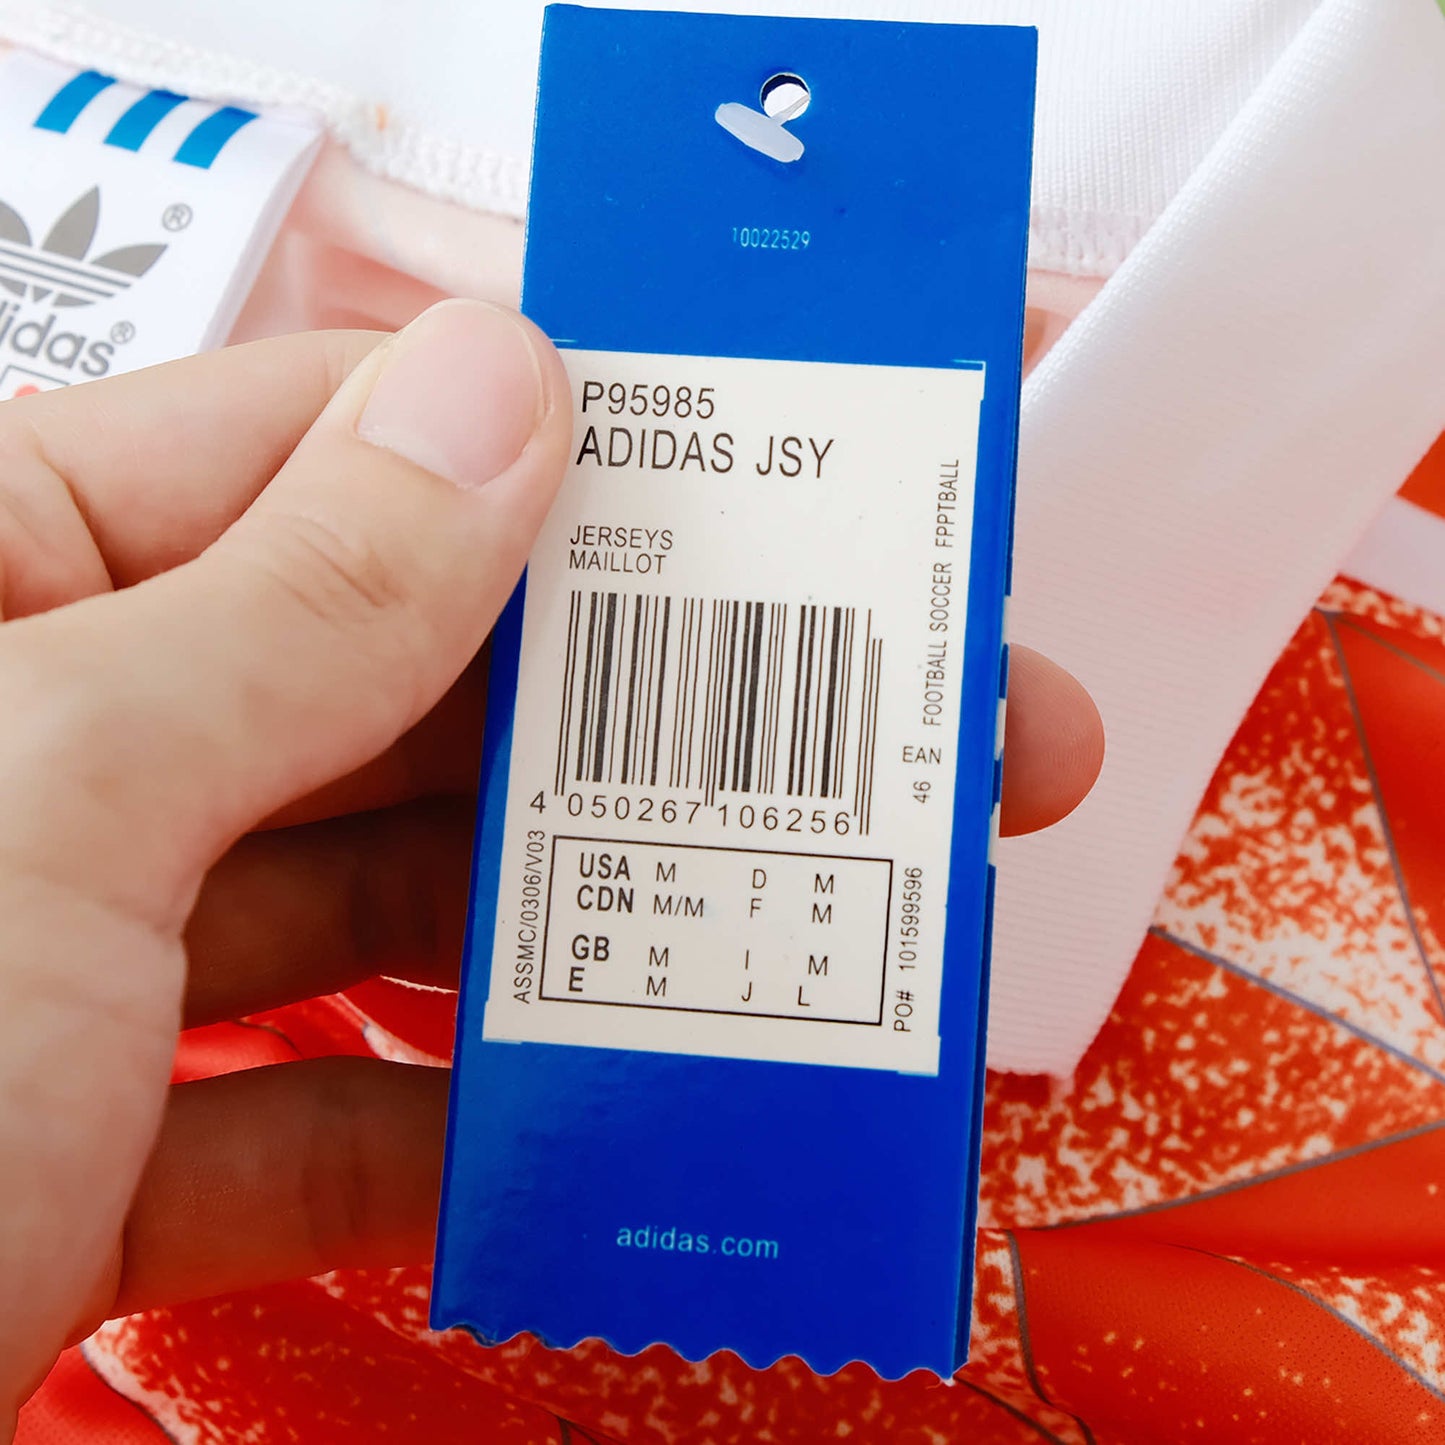 ®
adidas®
10022529
P95985
ADIDAS JSY
JERSEYS
MAILLOT
FOOTBALL SOCCER FPPTBALL
EAN
46
4 050267 106256
ASSMC/0306/V03
USA M D M
CDN M/M F M
GB M I M
E M J L
PO# 101599596
adidas.com